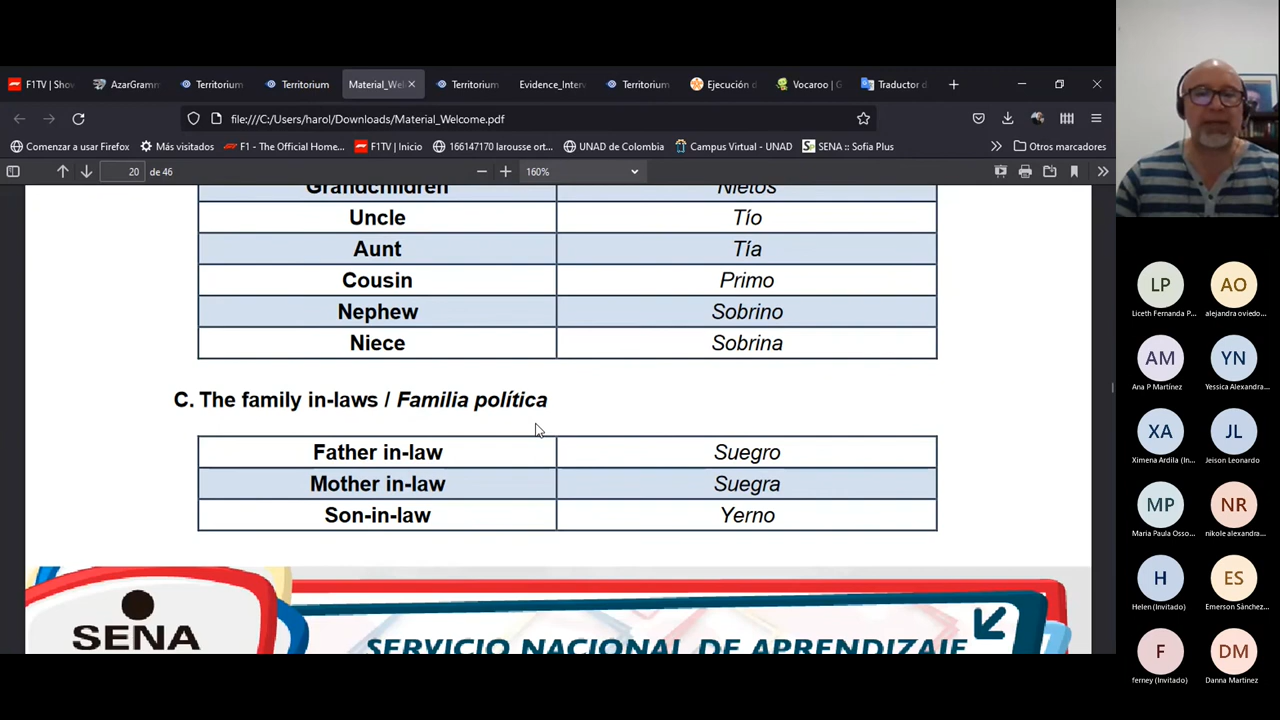 F1TV | Sho
AzarGramm
Territorium
Territorium
Material_Wel
Territorium
Evidence_Interv
Territorium
Ejecución d
Vocaroo | G
Traductor d
file:///C:/Users/harol/Downloads/Material_Welcome.pdf
Comenzar a usar Firefox
Más visitados
F1 - The Official Home...
F1TV | Inicio
166147170 larousse ort...
UNAD de Colombia
Campus Virtual - UNAD
SENA :: Sofia Plus
Otros marcadores
20 de 46
160%
Grandchildren Nietos
Uncle Tío
Aunt Tía
Cousin Primo
Nephew Sobrino
Niece Sobrina
C. The family in-laws / Familia política
Father in-law Suegro
Mother in-law Suegra
Son-in-law Yerno
SENA
SERVICIO NACIONAL DE APRENDIZAJE
LP AO
Liceth Fernanda P... alejandra oviedo...
AM YN
Ana P Martínez Yessica Alexandra...
XA JL
Ximena Ardila (In... Jeison Leonardo
MP NR
Maria Paula Osso... nikole alexandra...
H ES
Helen (Invitado) Emerson Sánchez...
F DM
ferney (Invitado) Danna Martinez